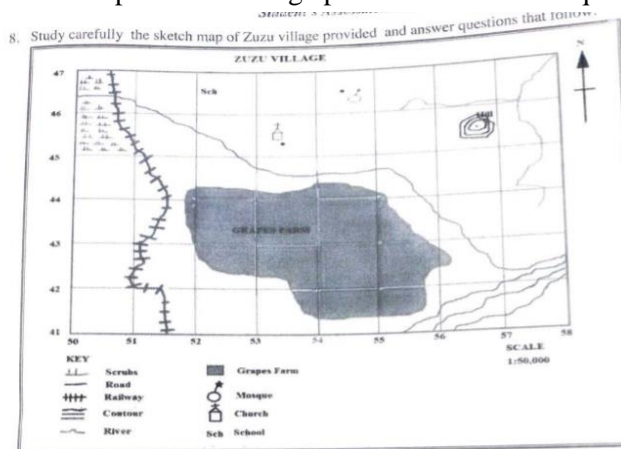 8. Study carefully the sketch map of Zuzu village provided and answer questions that follow.
ZUZU VILLAGE
N
47
46
45
44
43
42
41
Sch
Hill
GRAPES FARM
50 51 52 53 54 55 56 57 58
SCALE
1:50,000
KEY
Scrubs
Road
Railway
Contour
River
Grapes Farm
Mosque
Church
Sch School